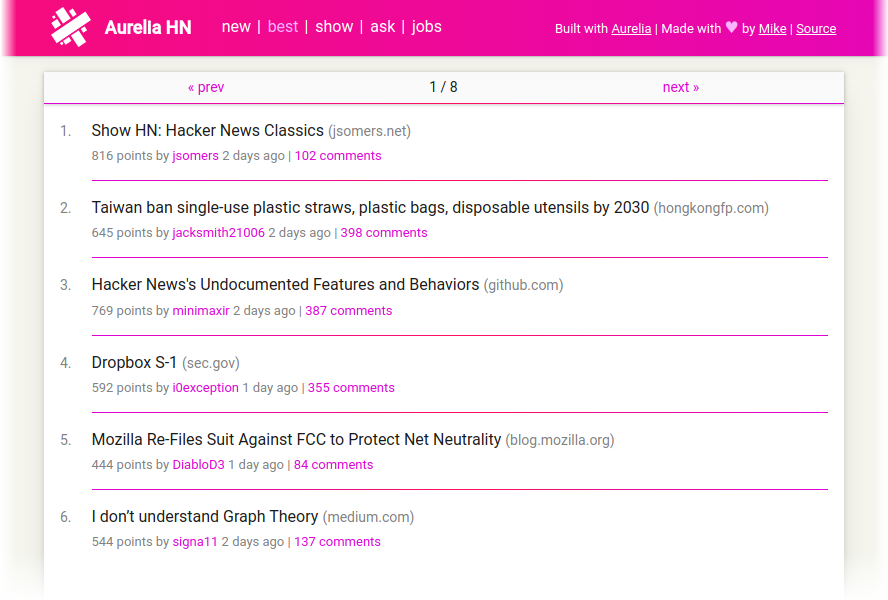 Aurelia HN new | best | show | ask | jobs Built with Aurelia | Made with ♥ by Mike | Source
« prev 1 / 8 next »
1. Show HN: Hacker News Classics (jsomers.net)
816 points by jsomers 2 days ago | 102 comments
2. Taiwan ban single-use plastic straws, plastic bags, disposable utensils by 2030 (hongkongfp.com)
645 points by jacksmith21006 2 days ago | 398 comments
3. Hacker News's Undocumented Features and Behaviors (github.com)
769 points by minimaxir 2 days ago | 387 comments
4. Dropbox S-1 (sec.gov)
592 points by i0exception 1 day ago | 355 comments
5. Mozilla Re-Files Suit Against FCC to Protect Net Neutrality (blog.mozilla.org)
444 points by DiabloD3 1 day ago | 84 comments
6. I don’t understand Graph Theory (medium.com)
544 points by signa11 2 days ago | 137 comments